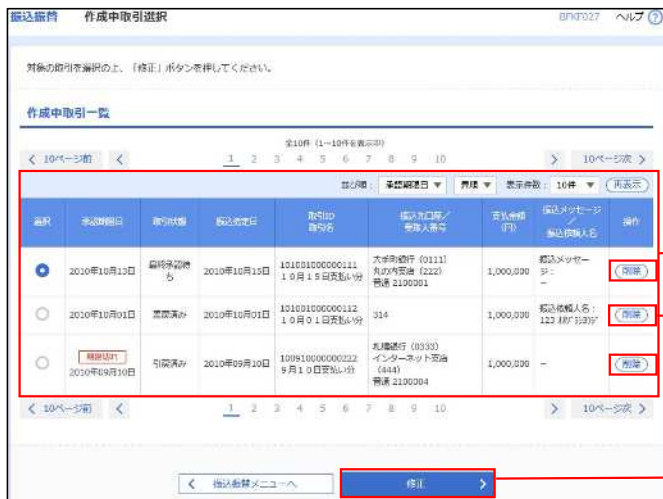 振込振替 作成中取引選択 BFKF027 ヘルプ ?
対象の取引を選択の上、「修正」ボタンを押してください。
作成中取引一覧
全10件 (1～10件を表示中)
< 10ページ前 < 1 2 3 4 5 6 7 8 9 10 > 10ページ次 >
並び順： 承認期限日 ▼ 昇順 ▼ 表示件数： 10件 ▼ 再表示
選択 承認期限日 取引状態 振込指定日 取引ID 取引名 振込先口座／ 受取人番号 支払金額 (円) 振込メッセージ ／ 振込依頼人名 操作
2010年10月13日 最終承認待ち 2010年10月15日 101001000000111 10月15日支払い分 大手町銀行 (0111) 丸の内支店 (222) 普通 2100001 1,000,000 振込メッセージ： － 削除
2010年10月01日 差戻済み 2010年10月01日 101001000000112 10月01日支払い分 314 1,000,000 振込依頼人名： 123 削除
期限切れ
2010年09月10日 引戻済み 2010年09月10日 100910000000222 9月10日支払い分 札幌銀行 (0333) インターネット支店 (444) 普通 2100004 1,000,000 － 削除
< 10ページ前 < 1 2 3 4 5 6 7 8 9 10 > 10ページ次 >
< 振込振替メニューへ 修正 >